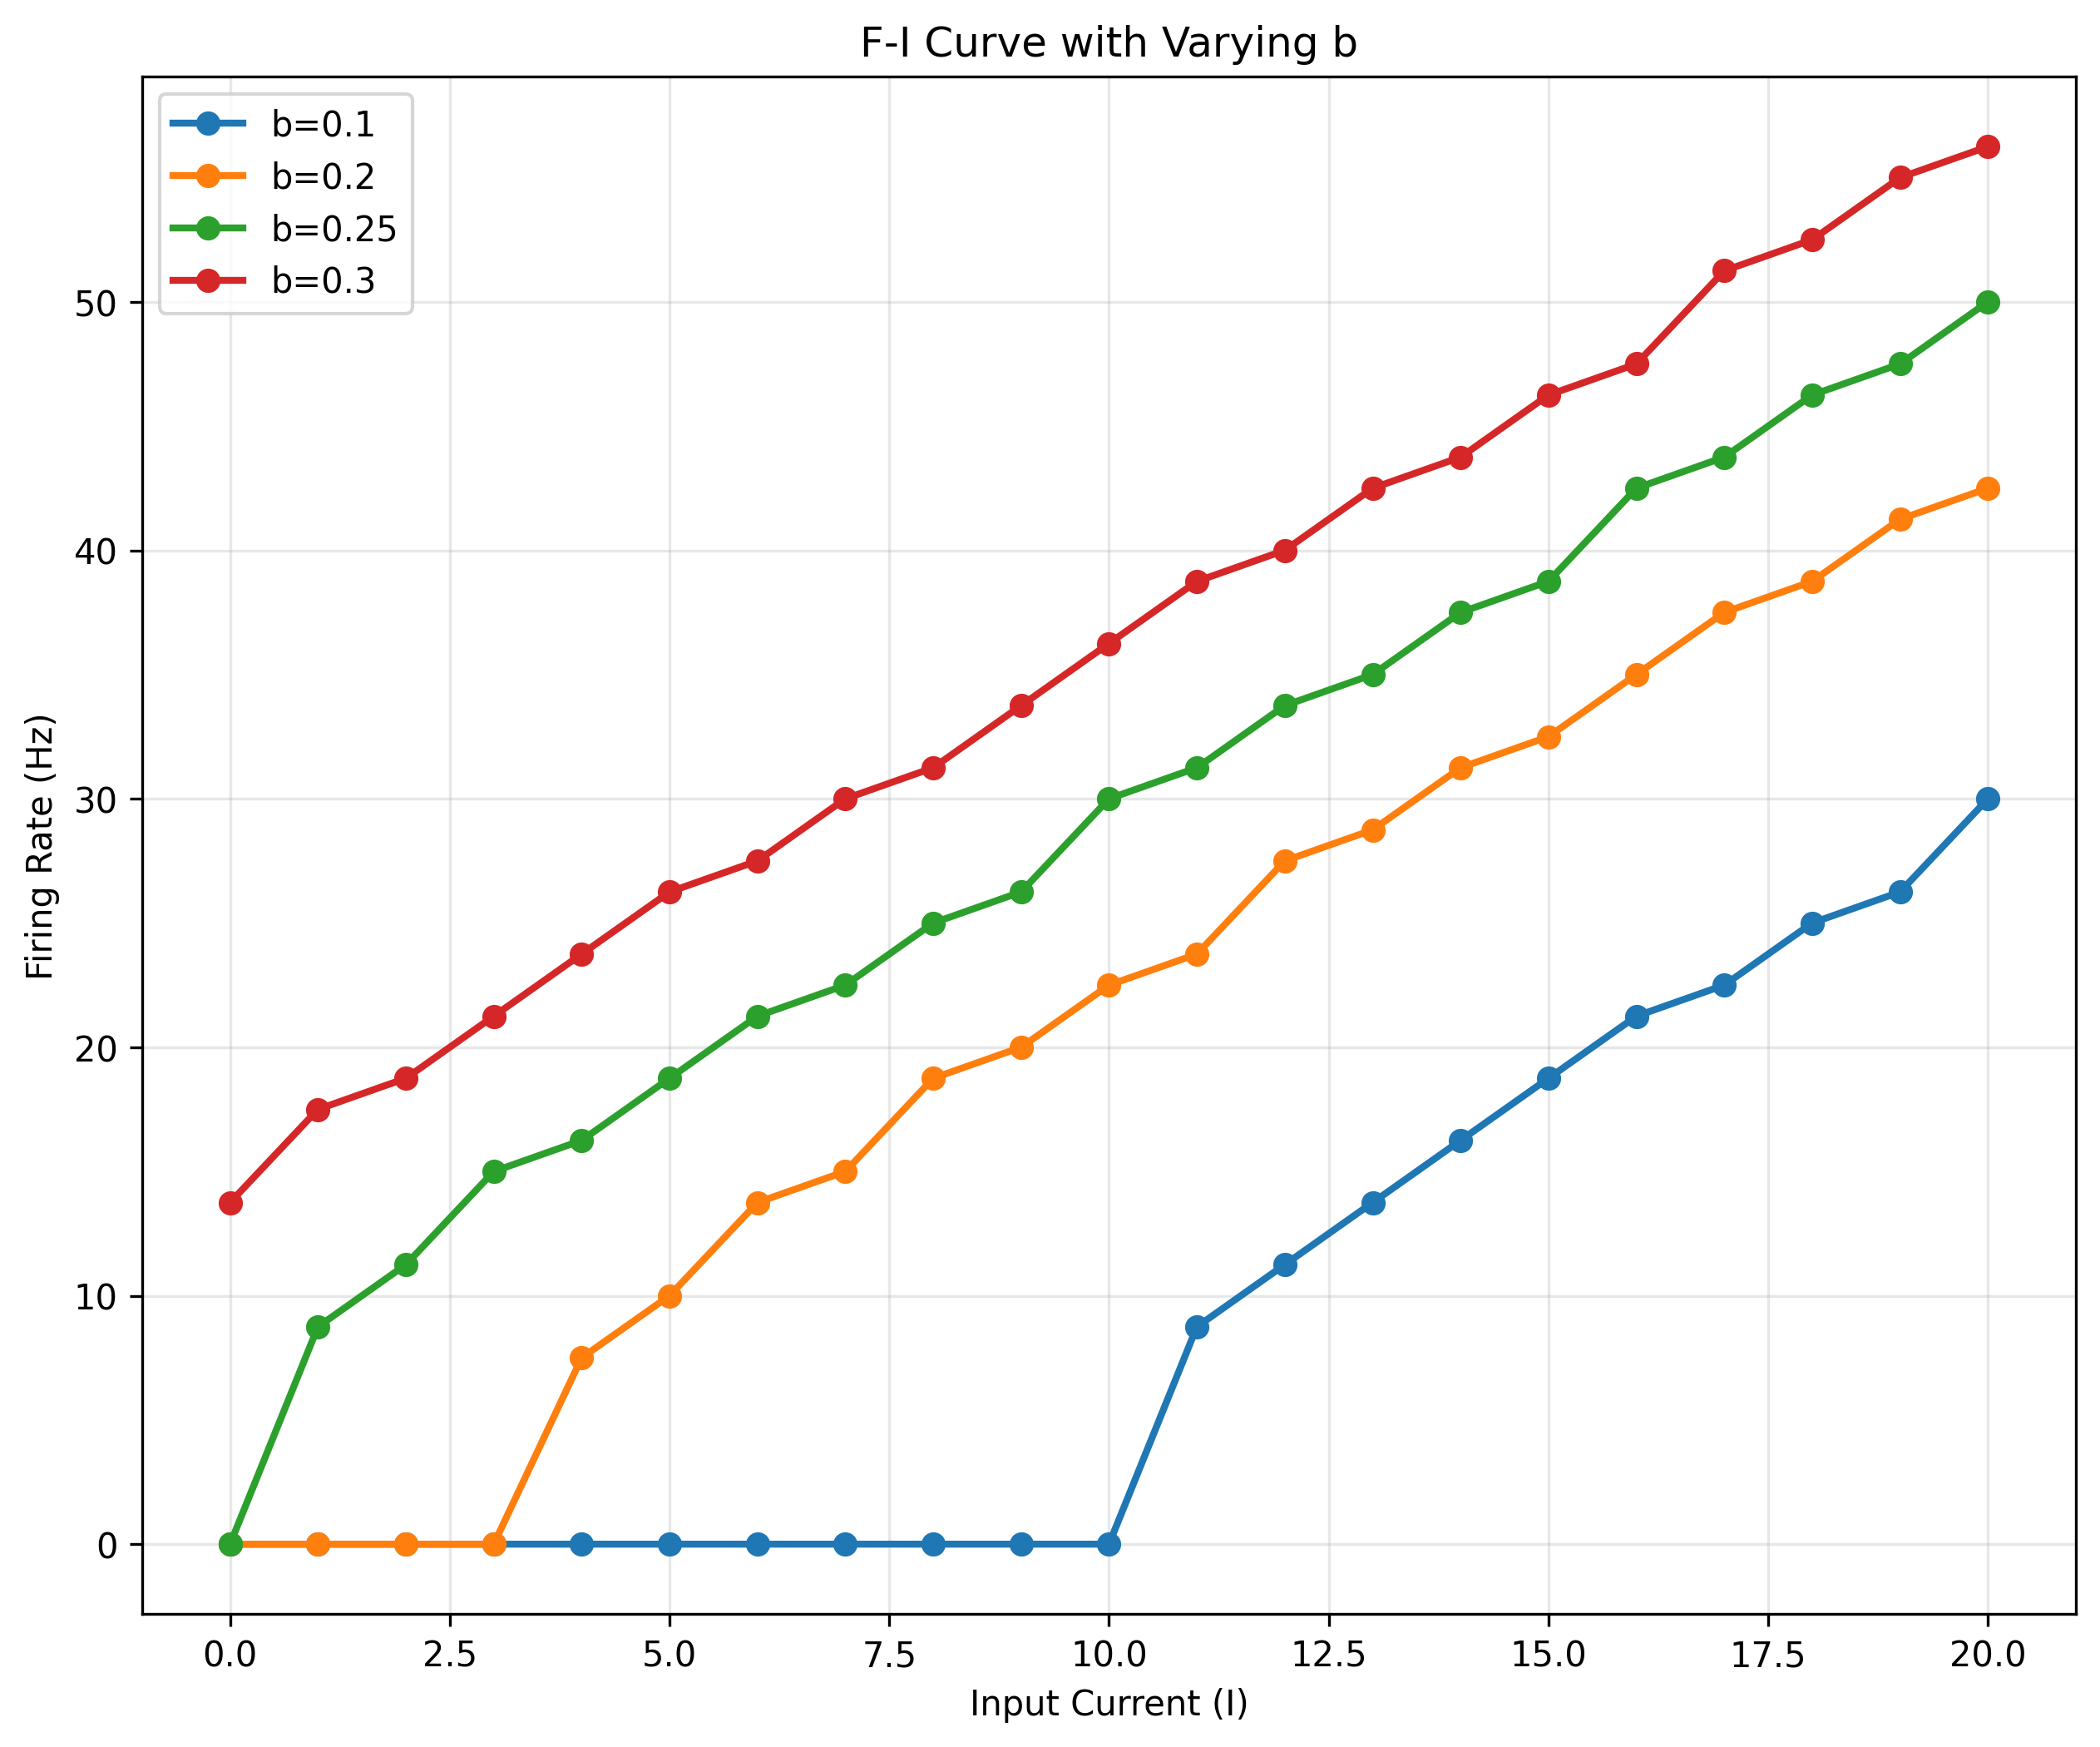 F-I Curve with Varying b
b=0.1
b=0.2
b=0.25
b=0.3
Firing Rate (Hz)
50
40
30
20
10
0
0.0 2.5 5.0 7.5 10.0 12.5 15.0 17.5 20.0
Input Current (I)